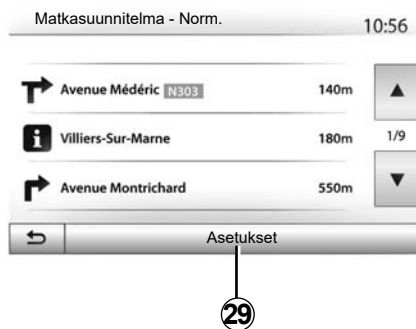 Matkasuunnitelma - Norm. 10:56
Avenue Médéric N303 140m
Villiers-Sur-Marne 180m
1/9
Avenue Montrichard 550m
Asetukset
29